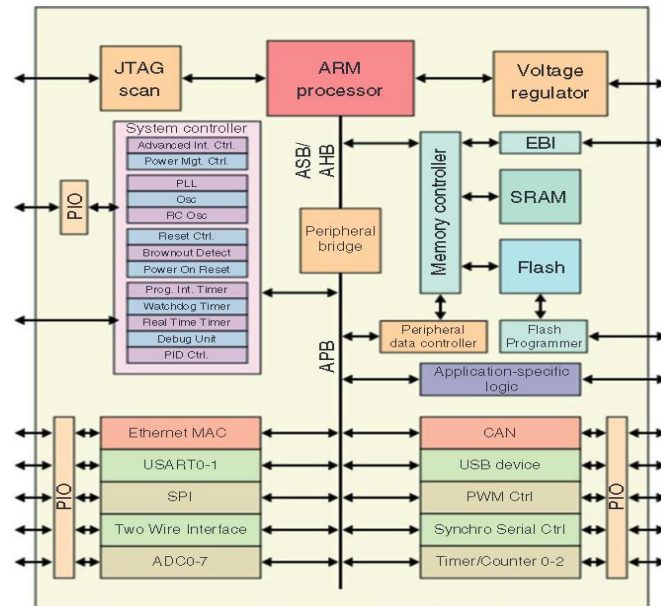 JTAG
scan
ARM
processor
Voltage
regulator
System controller
Advanced Int. Ctrl.
Power Mgt. Ctrl.
PLL
Osc
RC Osc
Reset Ctrl.
Brownout Detect
Power On Reset
Prog. Int. Timer
Watchdog Timer
Real Time Timer
Debug Unit
PID Ctrl.
PIO
ASB/
AHB
Peripheral
bridge
APB
Memory controller
EBI
SRAM
Flash
Peripheral
data controller
Flash
Programmer
Application-specific
logic
PIO
Ethernet MAC
USART0-1
SPI
Two Wire Interface
ADC0-7
CAN
USB device
PWM Ctrl
Synchro Serial Ctrl
Timer/Counter 0-2
PIO